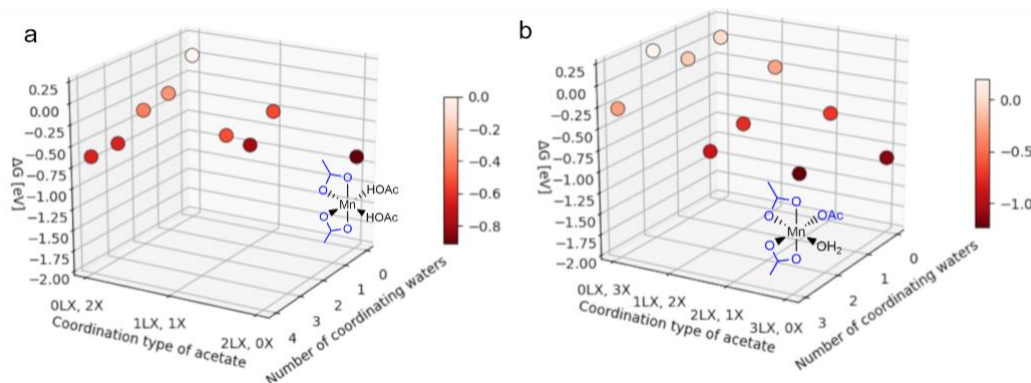 a
0.25
0.00
-0.25
-0.50
-0.75
-1.00
-1.25
-1.50
-1.75
-2.00
ΔG [eV]
0LX, 2X
1LX, 1X
2LX, 0X
Coordination type of acetate
0
1
2
3
4
Number of coordinating waters
0.0
-0.2
-0.4
-0.6
-0.8
O
O
HOAc
Mn
HOAc
O
O
b
0.25
0.00
-0.25
-0.50
-0.75
-1.00
-1.25
-1.50
-1.75
-2.00
ΔG [eV]
0LX, 3X
1LX, 2X
2LX, 1X
3LX, 0X
Coordination type of acetate
0
1
2
3
Number of coordinating waters
0.0
-0.5
-1.0
O
O
OAc
Mn
O
OH₂
O